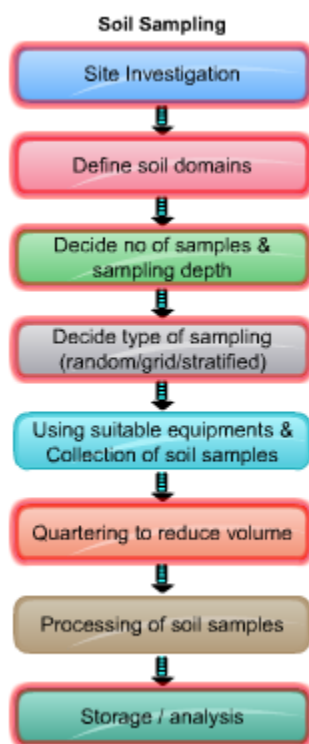 Soil Sampling
Site Investigation
Define soil domains
Decide no of samples &
sampling depth
Decide type of sampling
(random/grid/stratified)
Using suitable equipments &
Collection of soil samples
Quartering to reduce volume
Processing of soil samples
Storage / analysis